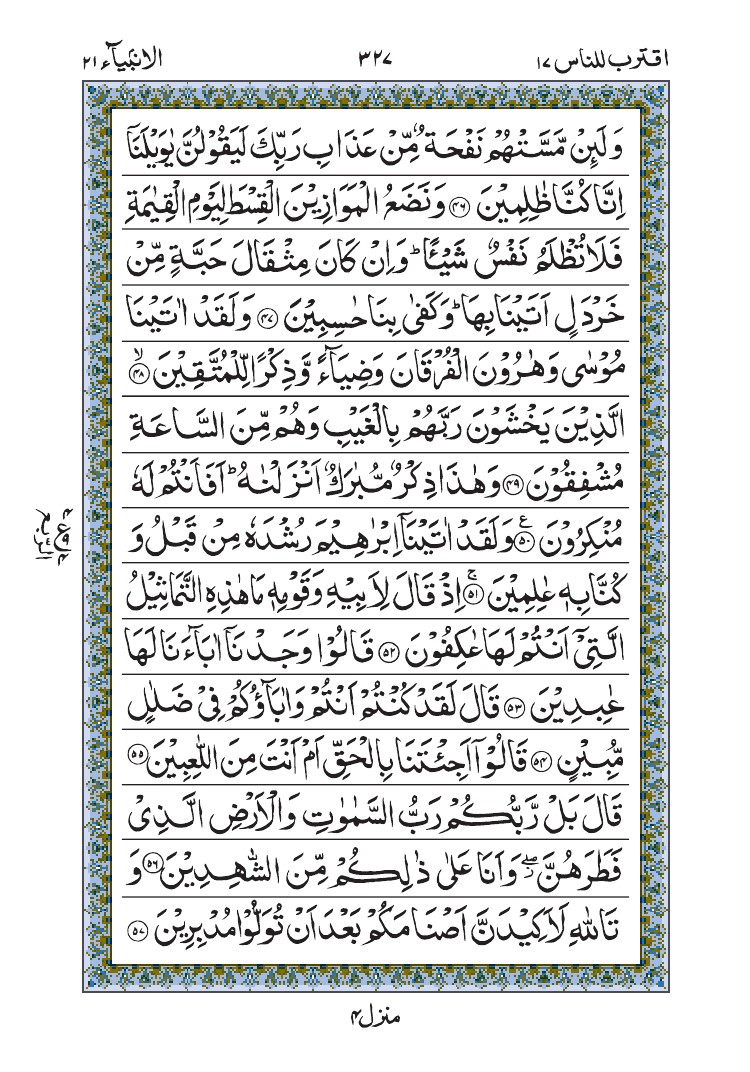 اقترب للناس ١٧ ٣٢٧ الانبيآء ٢١
وَلَئِنْ مَّسَّتْهُمْ نَفْحَةٌ مِّنْ عَذَابِ رَبِّكَ لَيَقُوْلُنَّ يٰوَيْلَنَاۤ
اِنَّا كُنَّا ظٰلِمِيْنَ ﴿۴۶﴾ وَنَضَعُ الْمَوَازِيْنَ الْقِسْطَ لِيَوْمِ الْقِيٰمَةِ
فَلَا تُظْلَمُ نَفْسٌ شَيْـًٔا ؕ وَاِنْ كَانَ مِثْقَالَ حَبَّةٍ مِّنْ
خَرْدَلٍ اَتَيْنَا بِهَا ؕ وَكَفٰى بِنَا حٰسِبِيْنَ ﴿۴۷﴾ وَلَقَدْ اٰتَيْنَا
مُوْسٰى وَهٰرُوْنَ الْفُرْقَانَ وَضِيَآءً وَّذِكْرًا لِّلْمُتَّقِيْنَ ﴿۴۸﴾ۙ
الَّذِيْنَ يَخْشَوْنَ رَبَّهُمْ بِالْغَيْبِ وَهُمْ مِّنَ السَّاعَةِ
مُشْفِقُوْنَ ﴿۴۹﴾ وَهٰذَا ذِكْرٌ مُّبٰرَكٌ اَنْزَلْنٰهُ ؕ اَفَاَنْتُمْ لَهٗ
مُنْكِرُوْنَ ﴿۵۰﴾ع وَلَقَدْ اٰتَيْنَاۤ اِبْرٰهِيْمَ رُشْدَهٗ مِنْ قَبْلُ وَ
كُنَّا بِهٖ عٰلِمِيْنَ ﴿۵۱﴾ۚ اِذْ قَالَ لِاَبِيْهِ وَقَوْمِهٖ مَا هٰذِهِ التَّمَاثِيْلُ
الَّتِيْۤ اَنْتُمْ لَهَا عٰكِفُوْنَ ﴿۵۲﴾ قَالُوْا وَجَدْنَاۤ اٰبَآءَنَا لَهَا
عٰبِدِيْنَ ﴿۵۳﴾ قَالَ لَقَدْ كُنْتُمْ اَنْتُمْ وَاٰبَآؤُكُمْ فِيْ ضَلٰلٍ
مُّبِيْنٍ ﴿۵۴﴾ قَالُوْۤا اَجِئْتَنَا بِالْحَقِّ اَمْ اَنْتَ مِنَ اللّٰعِبِيْنَ ﴿۵۵﴾
قَالَ بَلْ رَّبُّكُمْ رَبُّ السَّمٰوٰتِ وَالْاَرْضِ الَّذِيْ
فَطَرَهُنَّ ۖ وَاَنَا عَلٰى ذٰلِكُمْ مِّنَ الشّٰهِدِيْنَ ﴿۵۶﴾ وَ
تَاللّٰهِ لَاَكِيْدَنَّ اَصْنَامَكُمْ بَعْدَ اَنْ تُوَلُّوْا مُدْبِرِيْنَ ﴿۵۷﴾
الربع
منزل ۴